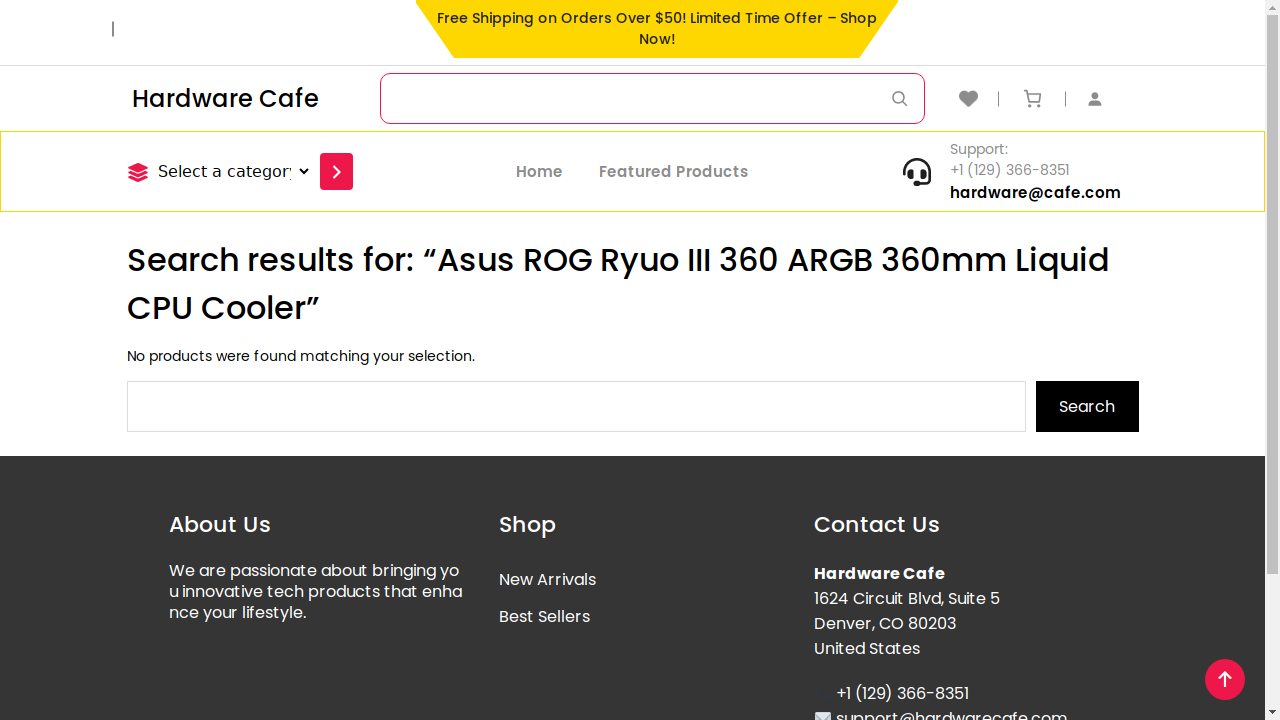 Free Shipping on Orders Over $50! Limited Time Offer – Shop
Now!
Hardware Cafe
Select a category
Home
Featured Products
Support:
+1 (129) 366-8351
hardware@cafe.com
Search results for: “Asus ROG Ryuo III 360 ARGB 360mm Liquid
CPU Cooler”
No products were found matching your selection.
Search
About Us
We are passionate about bringing yo
u innovative tech products that enha
nce your lifestyle.
Shop
New Arrivals
Best Sellers
Contact Us
Hardware Cafe
1624 Circuit Blvd, Suite 5
Denver, CO 80203
United States
+1 (129) 366-8351
support@hardwarecafe.com